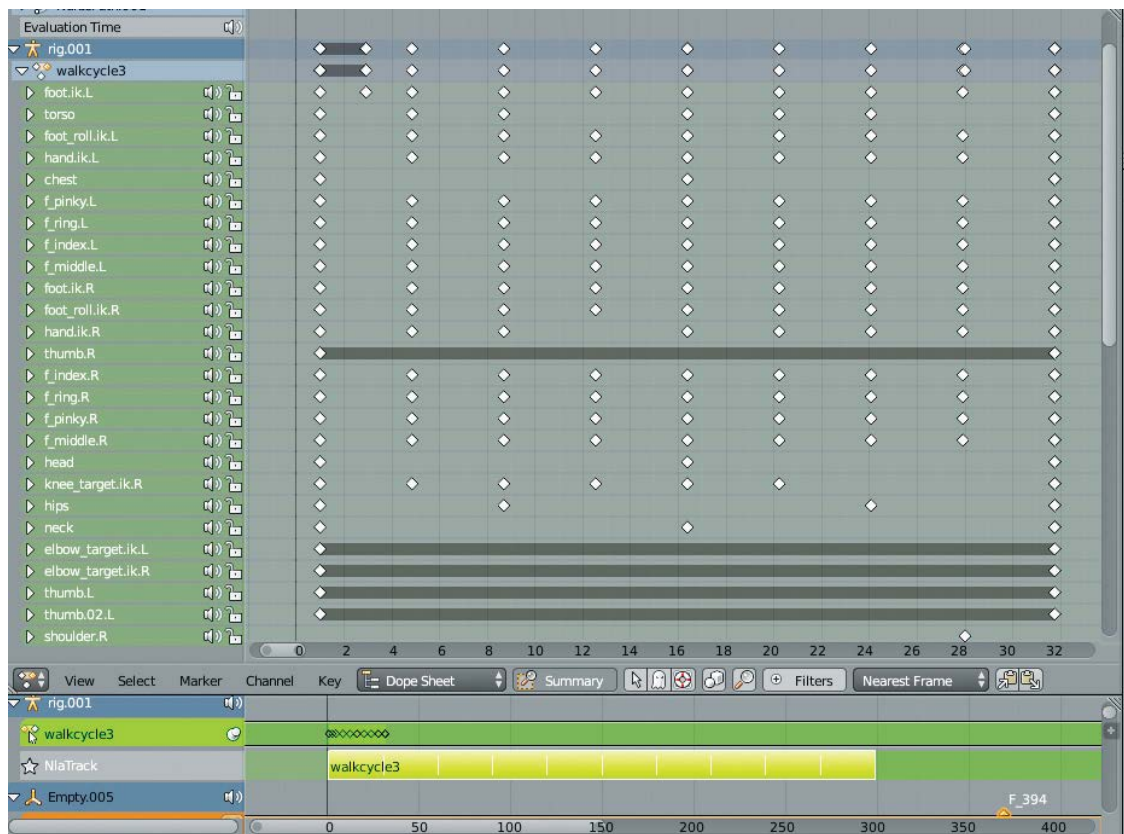 Evaluation Time
rig.001
walkcycle3
foot.ik.L
torso
foot_roll.ik.L
hand.ik.L
chest
f_pinky.L
f_ring.L
f_index.L
f_middle.L
foot.ik.R
foot_roll.ik.R
hand.ik.R
thumb.R
f_index.R
f_ring.R
f_pinky.R
f_middle.R
head
knee_target.ik.R
hips
neck
elbow_target.ik.L
elbow_target.ik.R
thumb.L
thumb.02.L
shoulder.R
0 2 4 6 8 10 12 14 16 18 20 22 24 26 28 30 32
View Select Marker Channel Key Dope Sheet Summary Filters Nearest Frame
rig.001
walkcycle3
NlaTrack walkcycle3
Empty.005 F_394
0 50 100 150 200 250 300 350 400